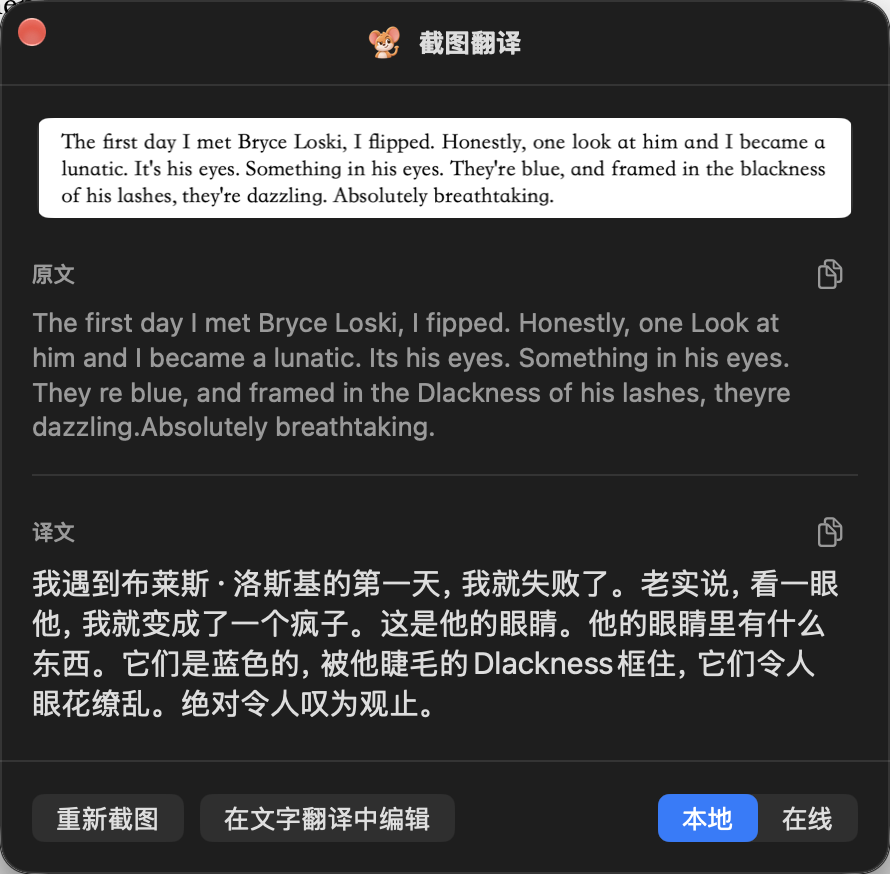 截图翻译
The first day I met Bryce Loski, I flipped. Honestly, one look at him and I became a
lunatic. It's his eyes. Something in his eyes. They're blue, and framed in the blackness
of his lashes, they're dazzling. Absolutely breathtaking.
原文
The first day I met Bryce Loski, I fipped. Honestly, one Look at
him and I became a lunatic. Its his eyes. Something in his eyes.
They re blue, and framed in the Dlackness of his lashes, theyre
dazzling.Absolutely breathtaking.
译文
我遇到布莱斯·洛斯基的第一天, 我就失败了。老实说, 看一眼
他, 我就变成了一个疯子。这是他的眼睛。他的眼睛里有什么
东西。它们是蓝色的, 被他睫毛的Dlackness框住, 它们令人
眼花缭乱。绝对令人叹为观止。
重新截图 在文字翻译中编辑 本地 在线